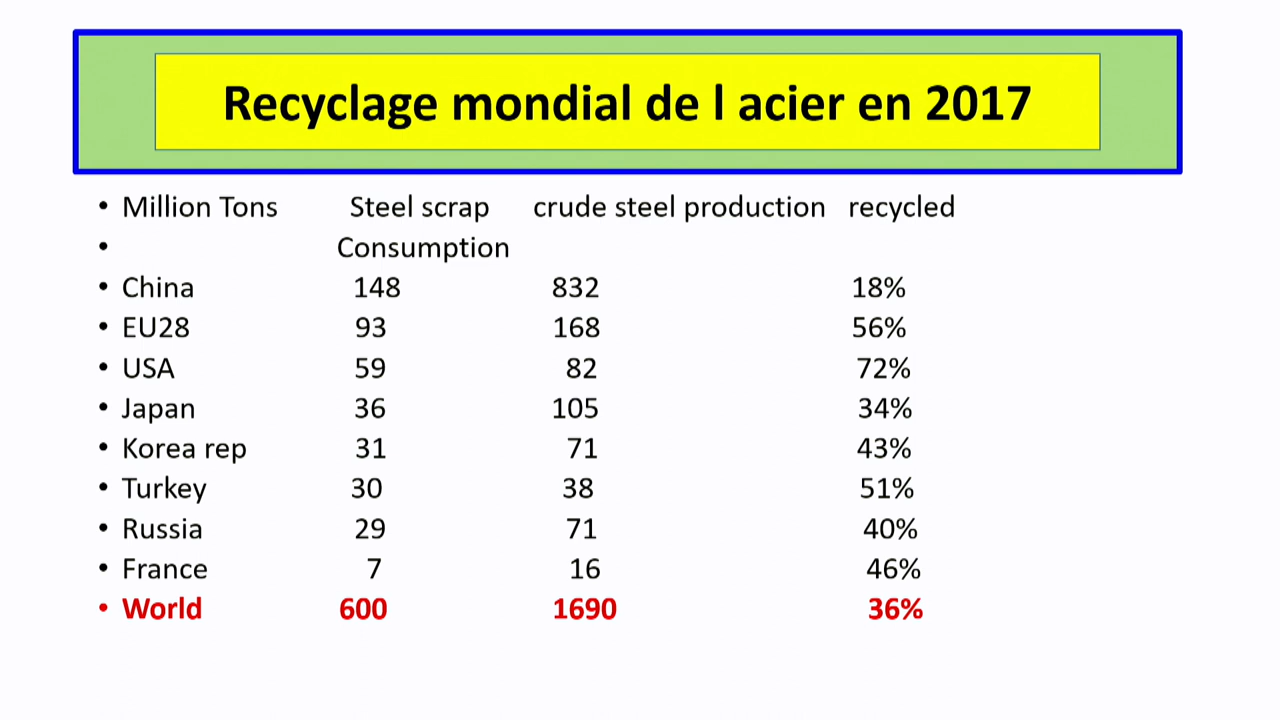 Recyclage mondial de l acier en 2017
• Million Tons Steel scrap crude steel production recycled
• Consumption
• China 148 832 18%
• EU28 93 168 56%
• USA 59 82 72%
• Japan 36 105 34%
• Korea rep 31 71 43%
• Turkey 30 38 51%
• Russia 29 71 40%
• France 7 16 46%
• World 600 1690 36%